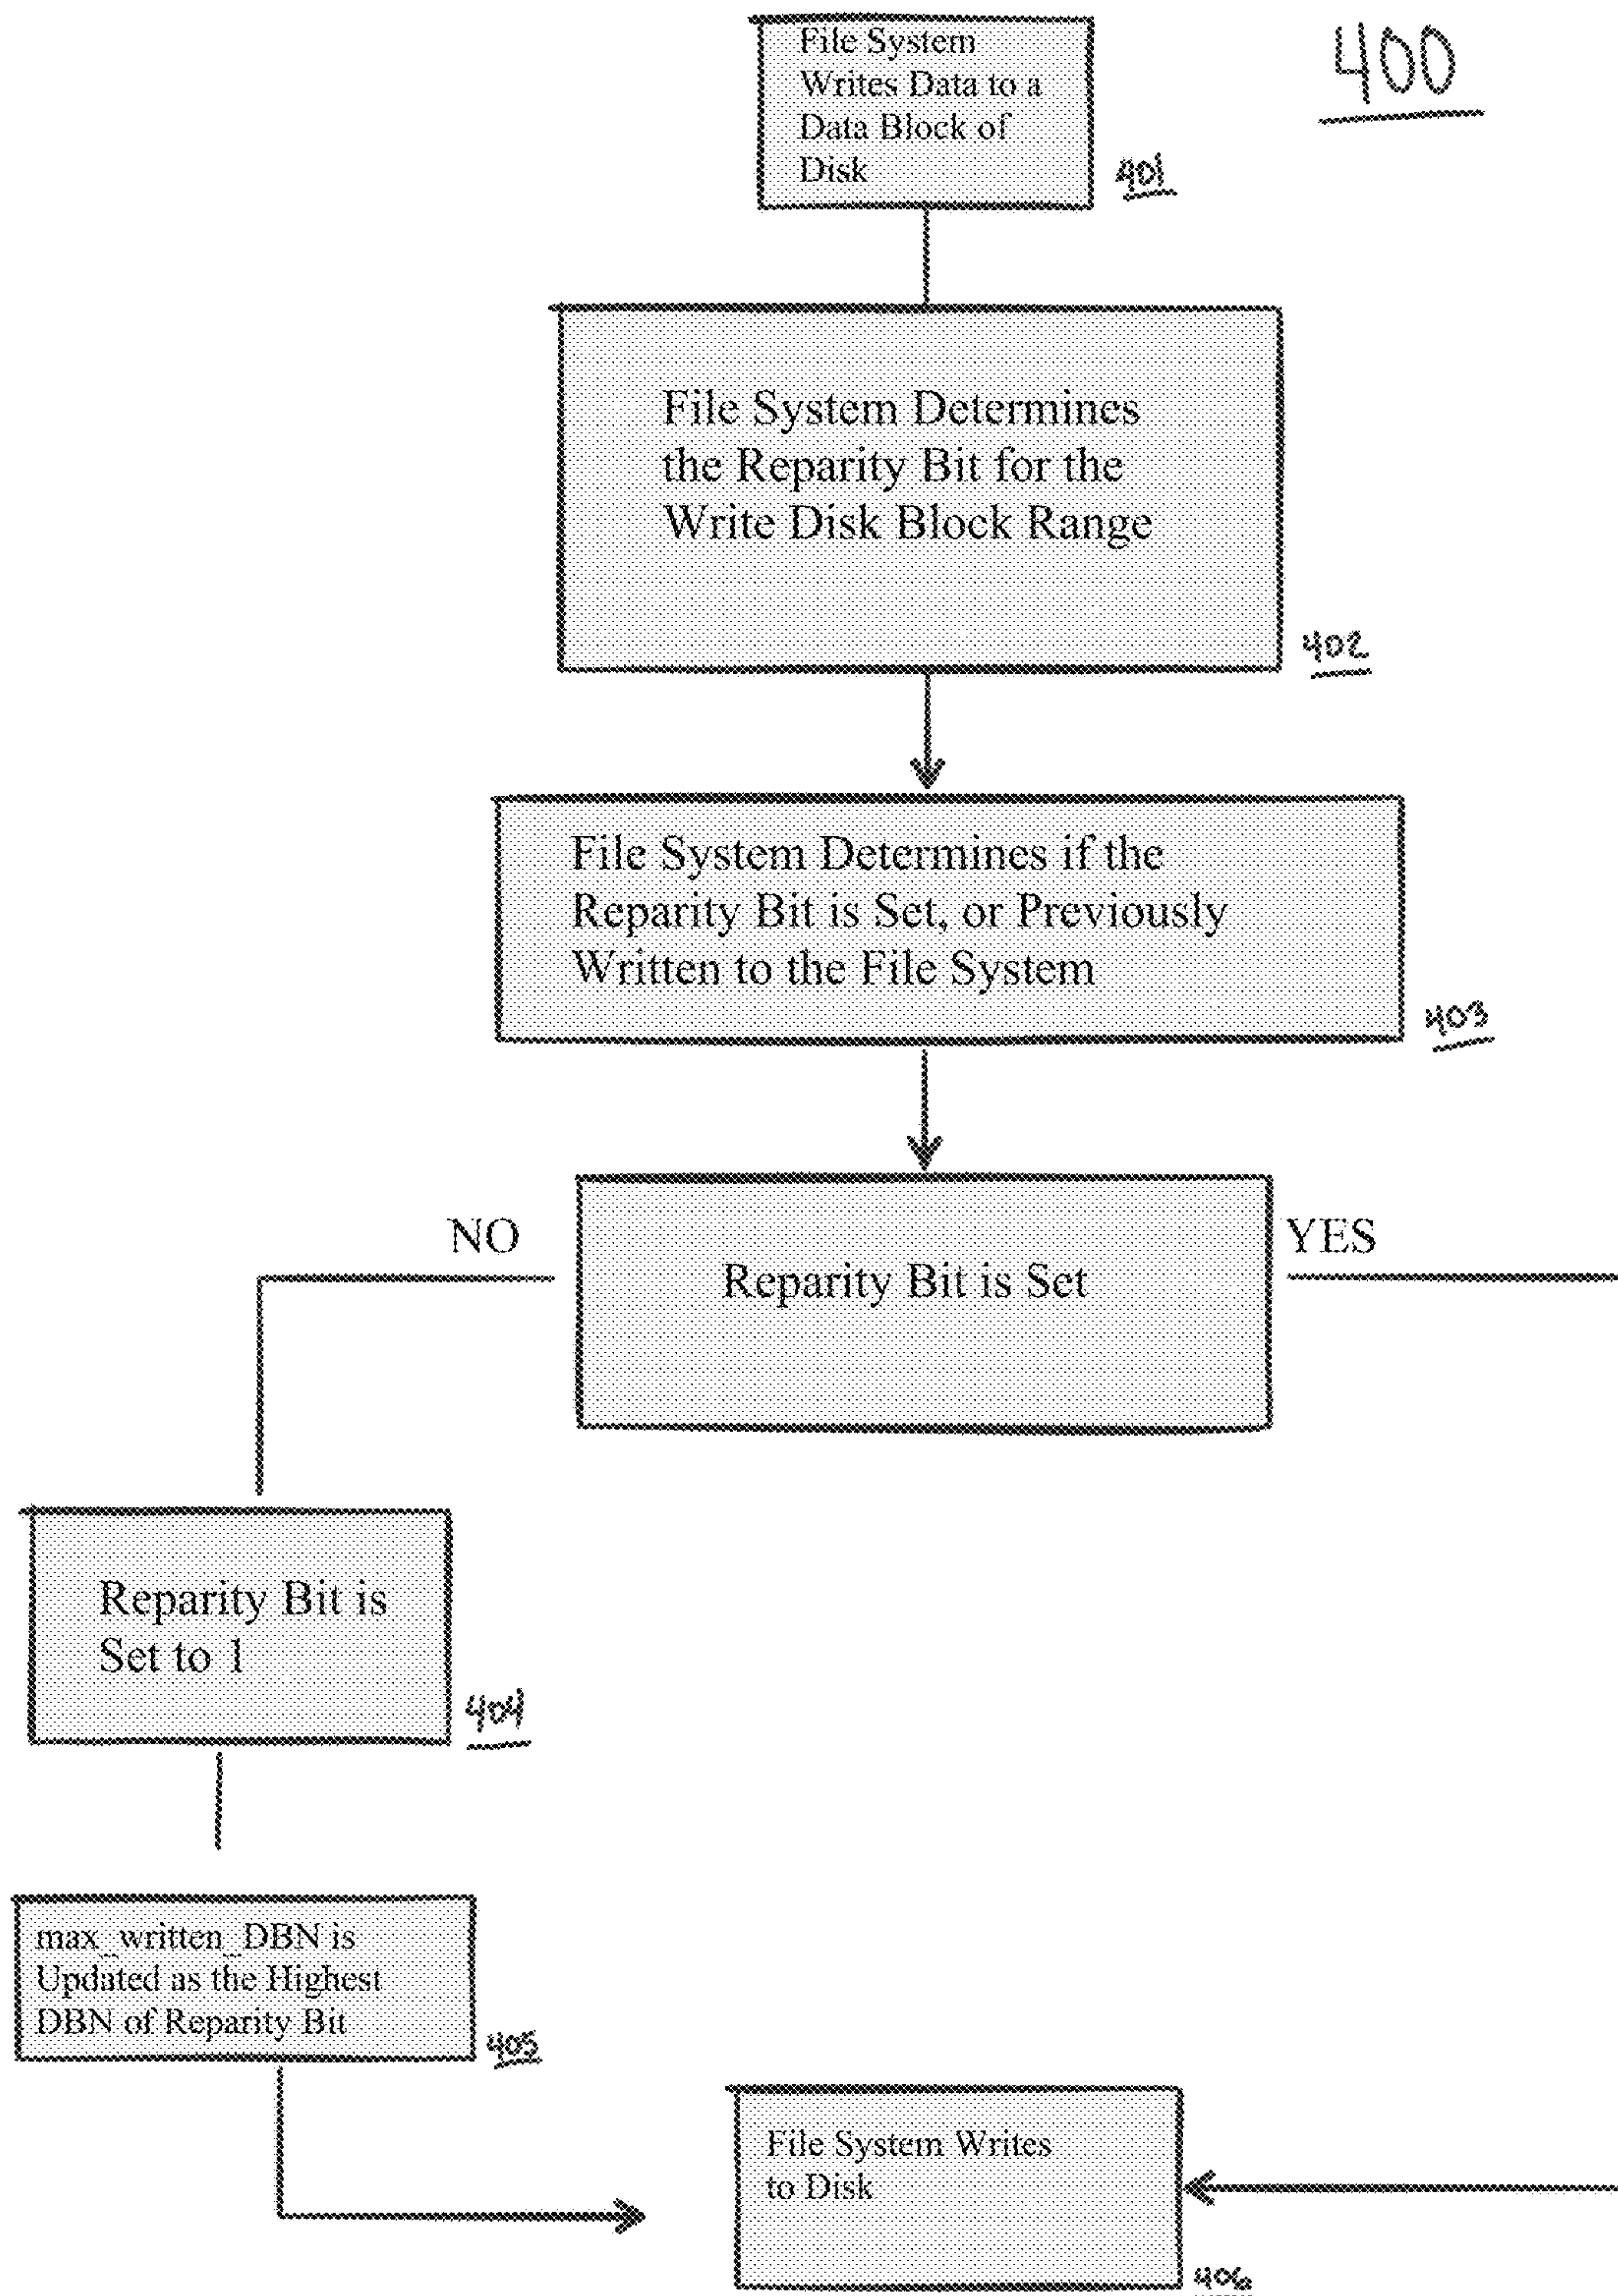 400
File System
Writes Data to a
Data Block of
Disk
401
File System Determines
the Reparity Bit for the
Write Disk Block Range
402
File System Determines if the
Reparity Bit is Set, or Previously
Written to the File System
403
NO
Reparity Bit is Set
YES
Reparity Bit is
Set to 1
404
max_written_DBN is
Updated as the Highest
DBN of Reparity Bit
405
File System Writes
to Disk
406